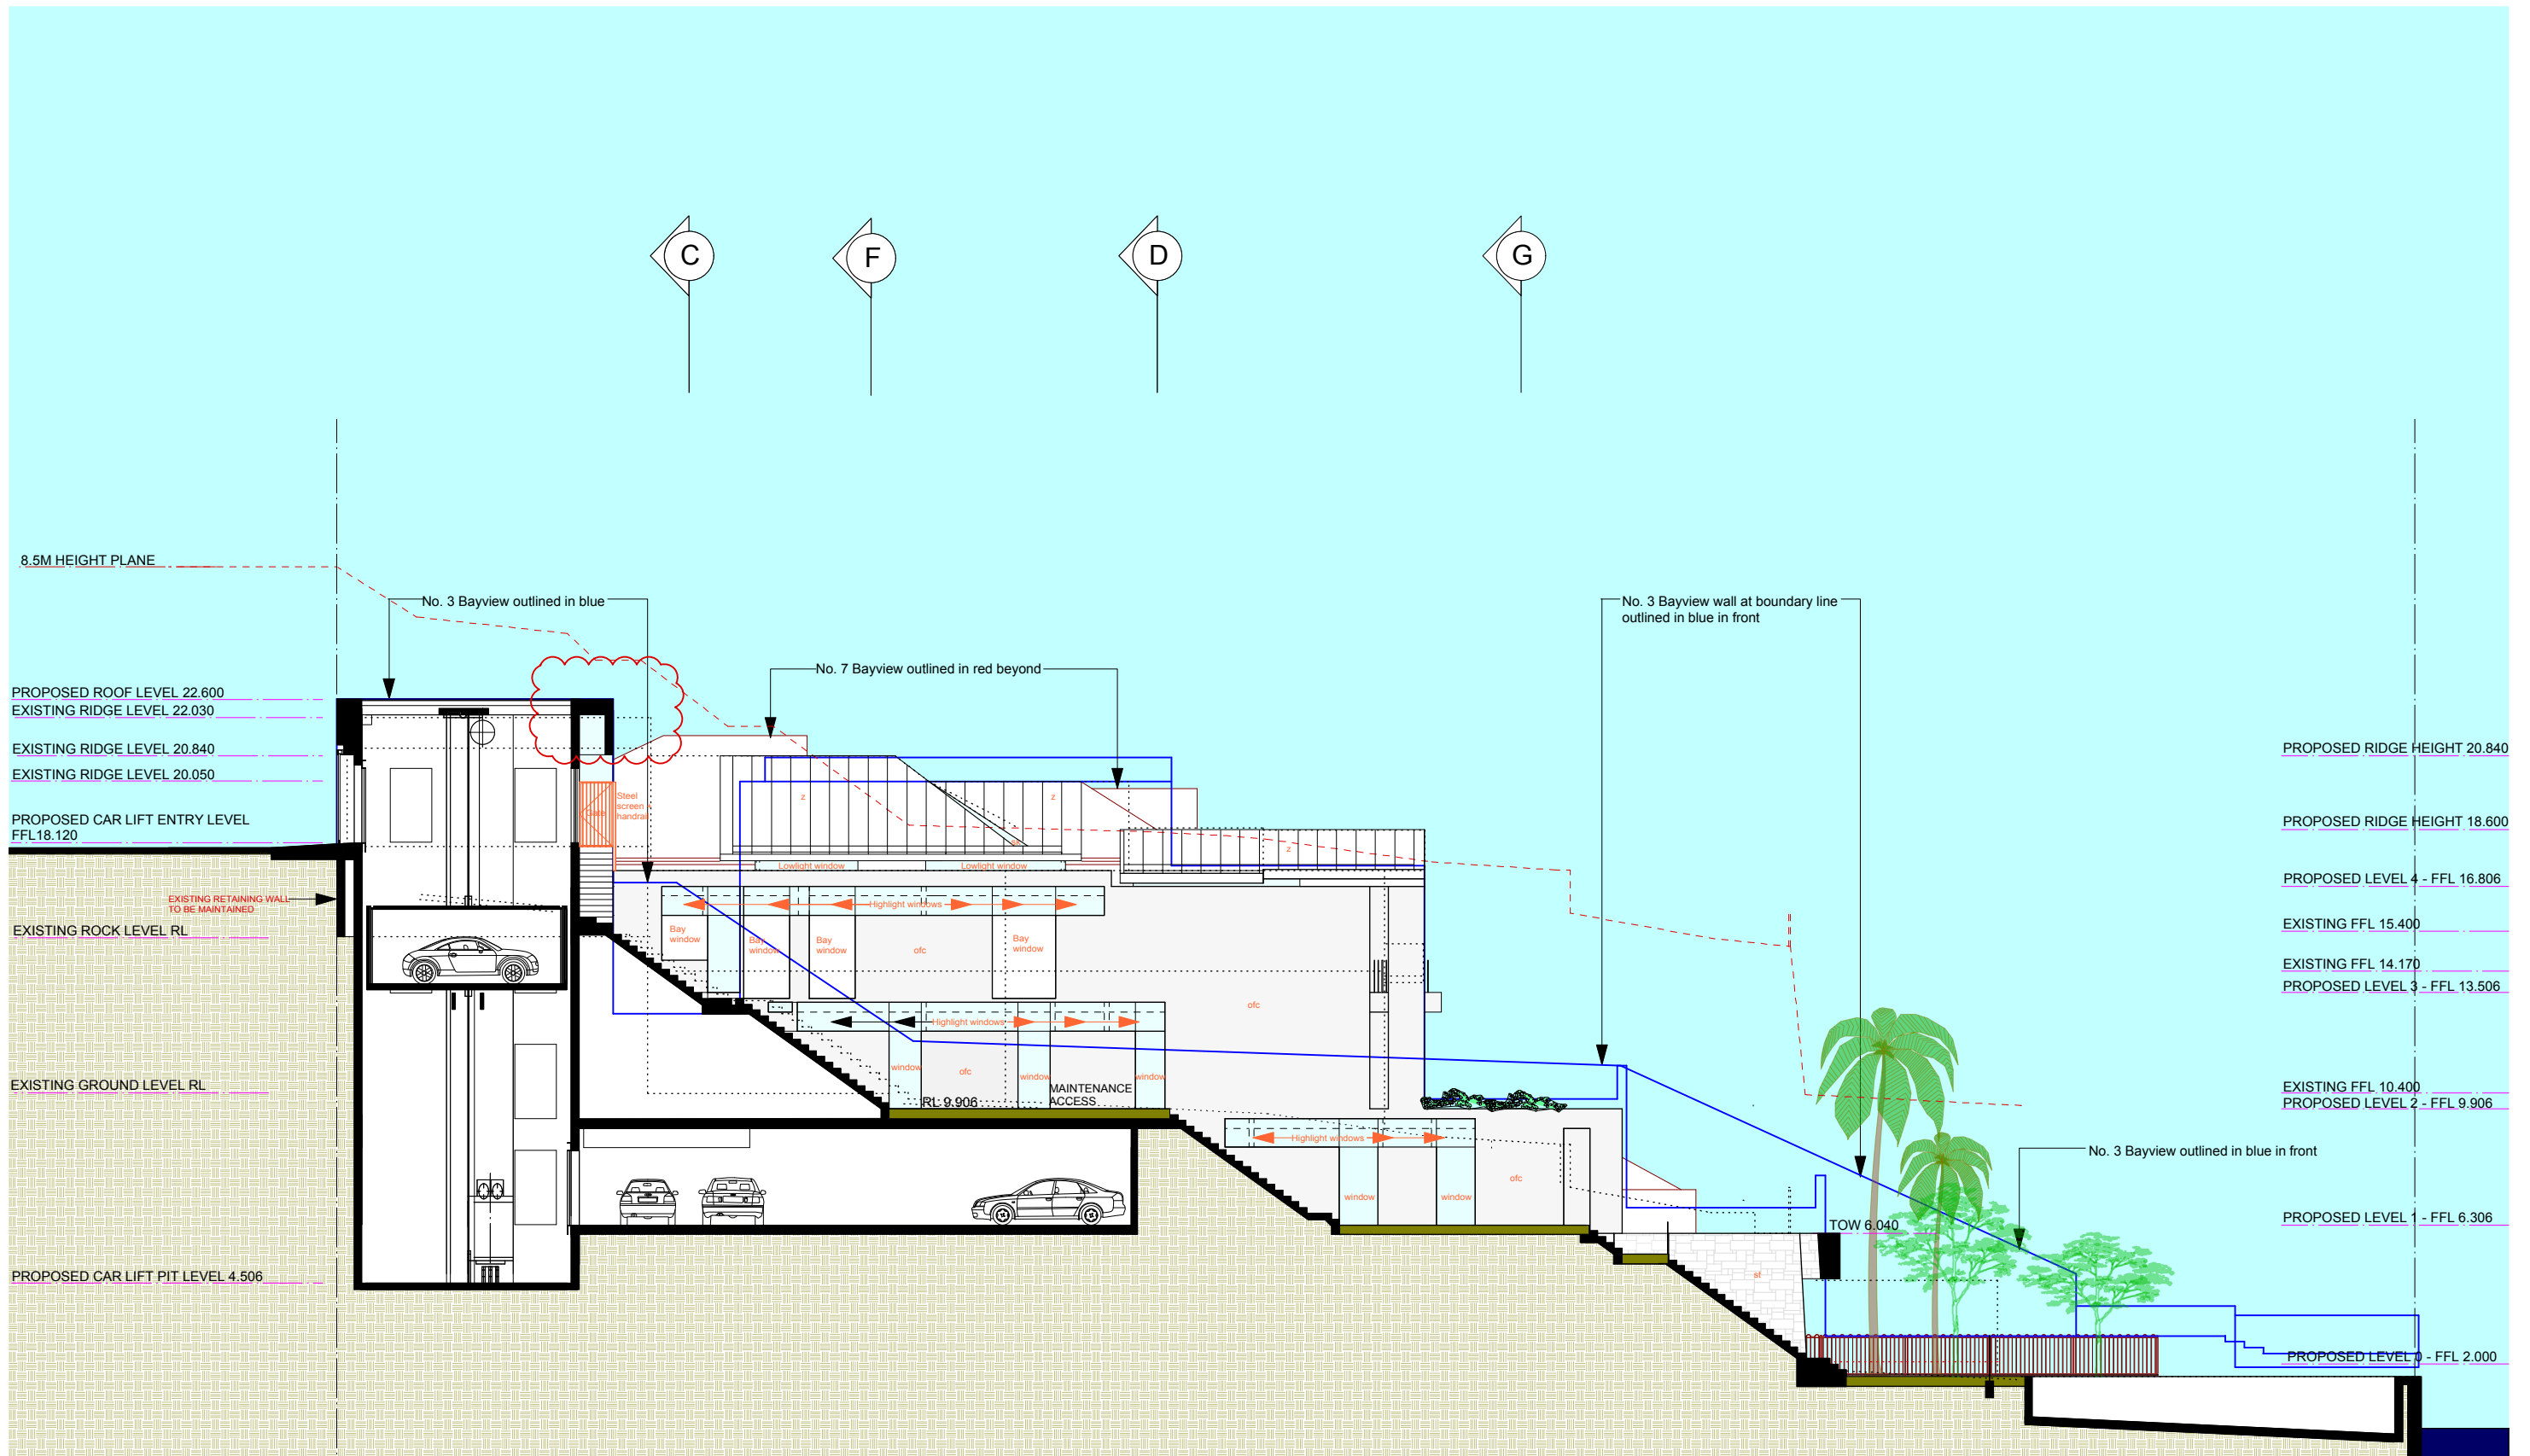 C
F
D
G
8.5M HEIGHT PLANE
No. 3 Bayview outlined in blue
No. 3 Bayview wall at boundary line
outlined in blue in front
No. 7 Bayview outlined in red beyond
PROPOSED ROOF LEVEL 22.600
EXISTING RIDGE LEVEL 22.030
EXISTING RIDGE LEVEL 20.840
EXISTING RIDGE LEVEL 20.050
PROPOSED CAR LIFT ENTRY LEVEL
FFL18.120
EXISTING RETAINING WALL
TO BE MAINTAINED
EXISTING ROCK LEVEL RL
EXISTING GROUND LEVEL RL
PROPOSED CAR LIFT PIT LEVEL 4.506
Gate
Steel
screen +
handrail
z
z
z
Lowlight window
Lowlight window
Highlight windows
Bay
window
Bay
window
Bay
window
ofc
Bay
window
ofc
Highlight windows
window
ofc
window
window
MAINTENANCE
ACCESS
RL 9.906
Highlight windows
window
window
ofc
st
TOW 6.040
No. 3 Bayview outlined in blue in front
PROPOSED RIDGE HEIGHT 20.840
PROPOSED RIDGE HEIGHT 18.600
PROPOSED LEVEL 4 - FFL 16.806
EXISTING FFL 15.400
EXISTING FFL 14.170
PROPOSED LEVEL 3 - FFL 13.506
EXISTING FFL 10.400
PROPOSED LEVEL 2 - FFL 9.906
PROPOSED LEVEL 1 - FFL 6.306
PROPOSED LEVEL 0 - FFL 2.000